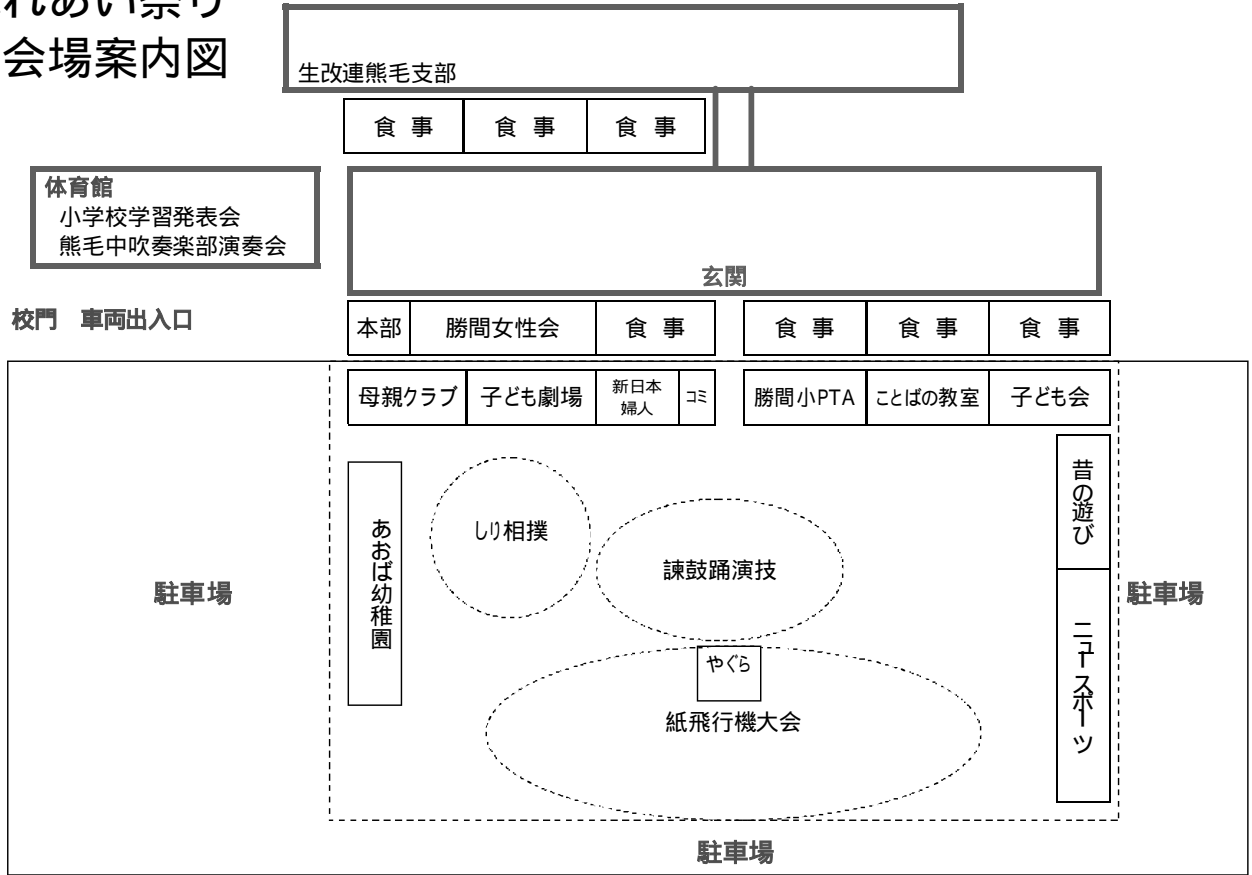 れあい祭り
会場案内図
生改連熊毛支部
食 事
食 事
食 事
体育館
小学校学習発表会
熊毛中吹奏楽部演奏会
玄関
校門 車両出入口
本部
勝間女性会
食 事
食 事
食 事
食 事
母親クラブ
子ども劇場
新日本
婦人
コミ
勝間小PTA
ことばの教室
子ども会
昔の遊び
しり相撲
あおば幼稚園
諫鼓踊演技
駐車場
駐車場
ニュースポーツ
やぐら
紙飛行機大会
駐車場